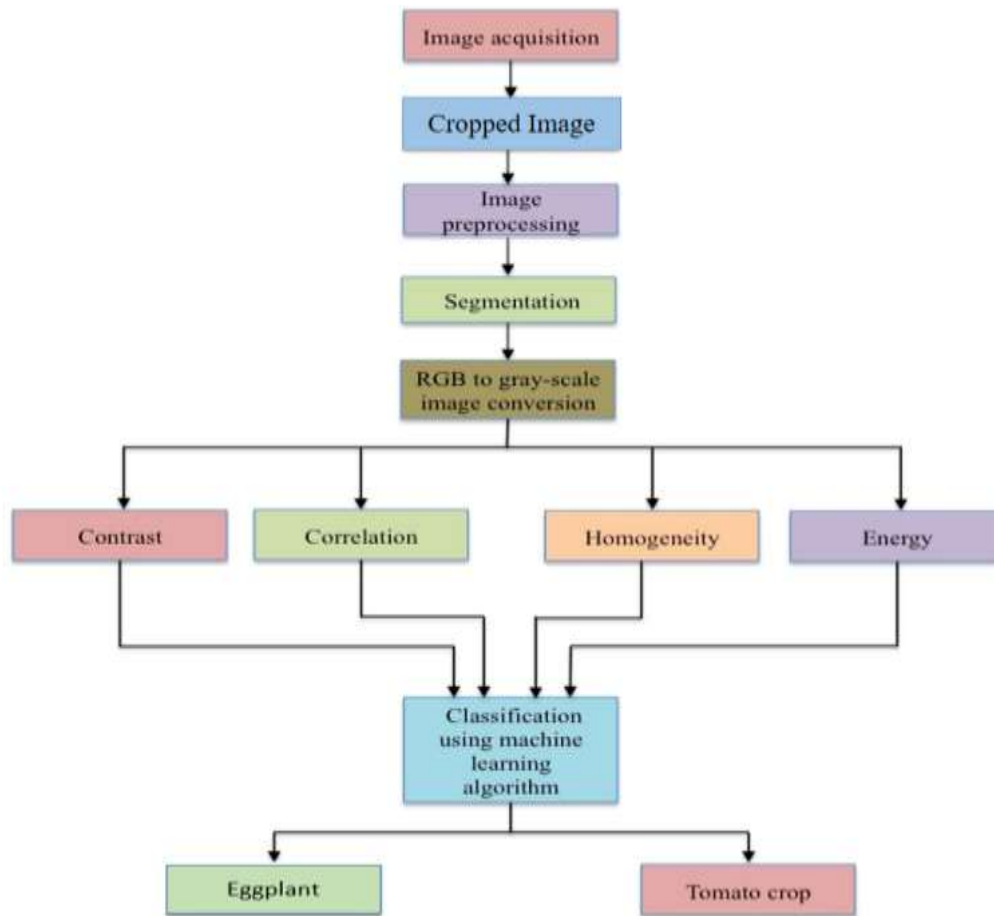 Image acquisition
Cropped Image
Image
preprocessing
Segmentation
RGB to gray-scale
image conversion
Contrast
Correlation
Homogeneity
Energy
Classification
using machine
learning
algorithm
Eggplant
Tomato crop